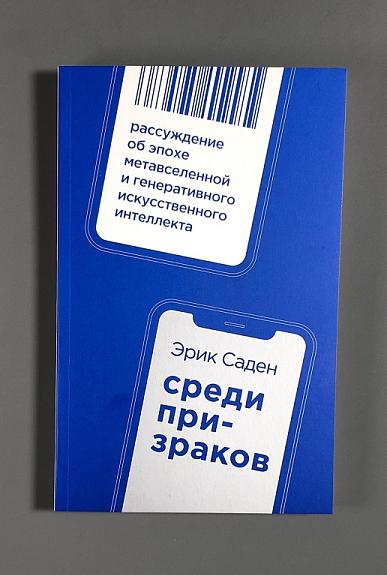 рассуждение
об эпохе
метавселенной
и генеративного
искусственного
интеллекта
Эрик Саден
среди
при-
зраков